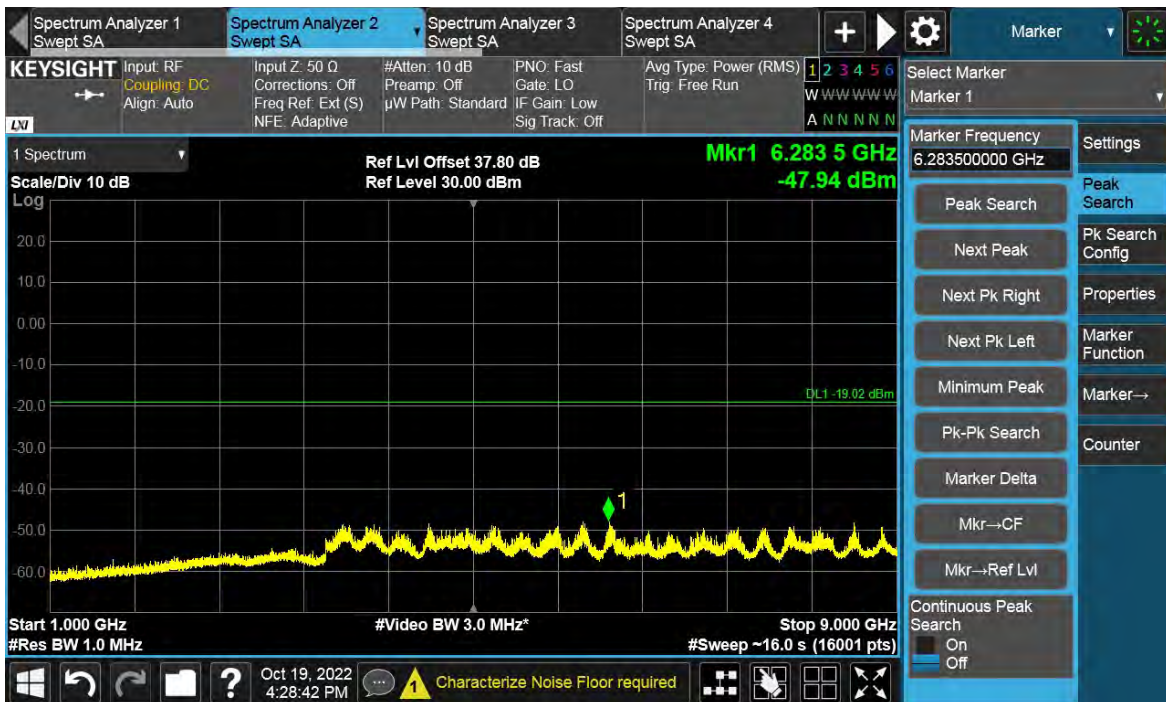 Spectrum Analyzer 1
Swept SA
Spectrum Analyzer 2
Swept SA
Spectrum Analyzer 3
Swept SA
Spectrum Analyzer 4
Swept SA
+
Marker
KEYSIGHT
LXI
Input: RF
Coupling: DC
Align: Auto
Input Z: 50 Ω
Corrections: Off
Freq Ref: Ext (S)
NFE: Adaptive
#Atten: 10 dB
Preamp: Off
µW Path: Standard
PNO: Fast
Gate: LO
IF Gain: Low
Sig Track: Off
Avg Type: Power (RMS)
Trig: Free Run
1 2 3 4 5 6
W W W W W W
A N N N N N
Select Marker
Marker 1
1 Spectrum
Scale/Div 10 dB
Log
Ref Lvl Offset 37.80 dB
Ref Level 30.00 dBm
Mkr1 6.283 5 GHz
-47.94 dBm
20.0
10.0
0.00
-10.0
-20.0
-30.0
-40.0
-50.0
-60.0
DL1 -19.02 dBm
1
Start 1.000 GHz
#Res BW 1.0 MHz
#Video BW 3.0 MHz*
Stop 9.000 GHz
#Sweep ~16.0 s (16001 pts)
Marker Frequency
6.283500000 GHz
Peak Search
Next Peak
Next Pk Right
Next Pk Left
Minimum Peak
Pk-Pk Search
Marker Delta
Mkr→CF
Mkr→Ref Lvl
Continuous Peak
Search
On
Off
Settings
Peak
Search
Pk Search
Config
Properties
Marker
Function
Marker→
Counter
?
Oct 19, 2022
4:28:42 PM
1
Characterize Noise Floor required